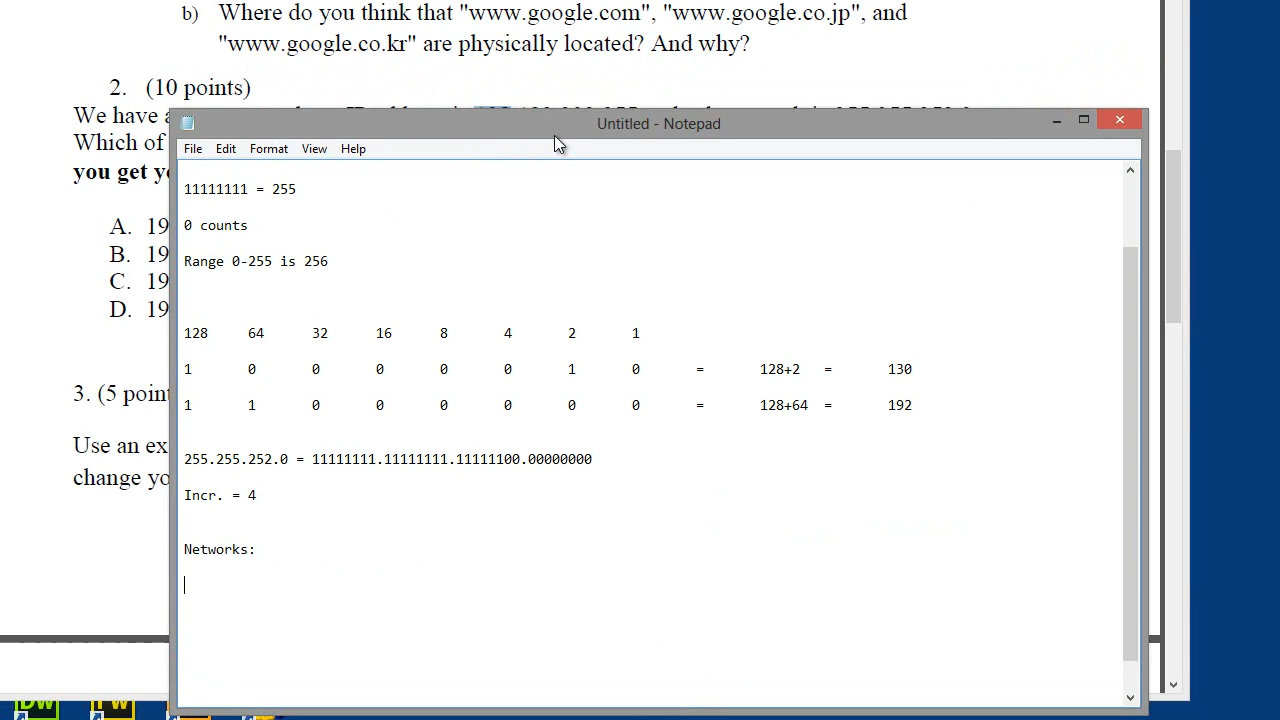 b) Where do you think that "www.google.com", "www.google.co.jp", and
"www.google.co.kr" are physically located? And why?
2. (10 points)
We have a
Which of
you get
A. 19
B. 19
C. 19
D. 19
3. (5 point
Use an ex
change yo
Untitled - Notepad
File Edit Format View Help
11111111 = 255
0 counts
Range 0-255 is 256
128 64 32 16 8 4 2 1
1 0 0 0 0 0 1 0 = 128+2 = 130
1 1 0 0 0 0 0 0 = 128+64 = 192
255.255.252.0 = 11111111.11111111.11111100.00000000
Incr. = 4
Networks: